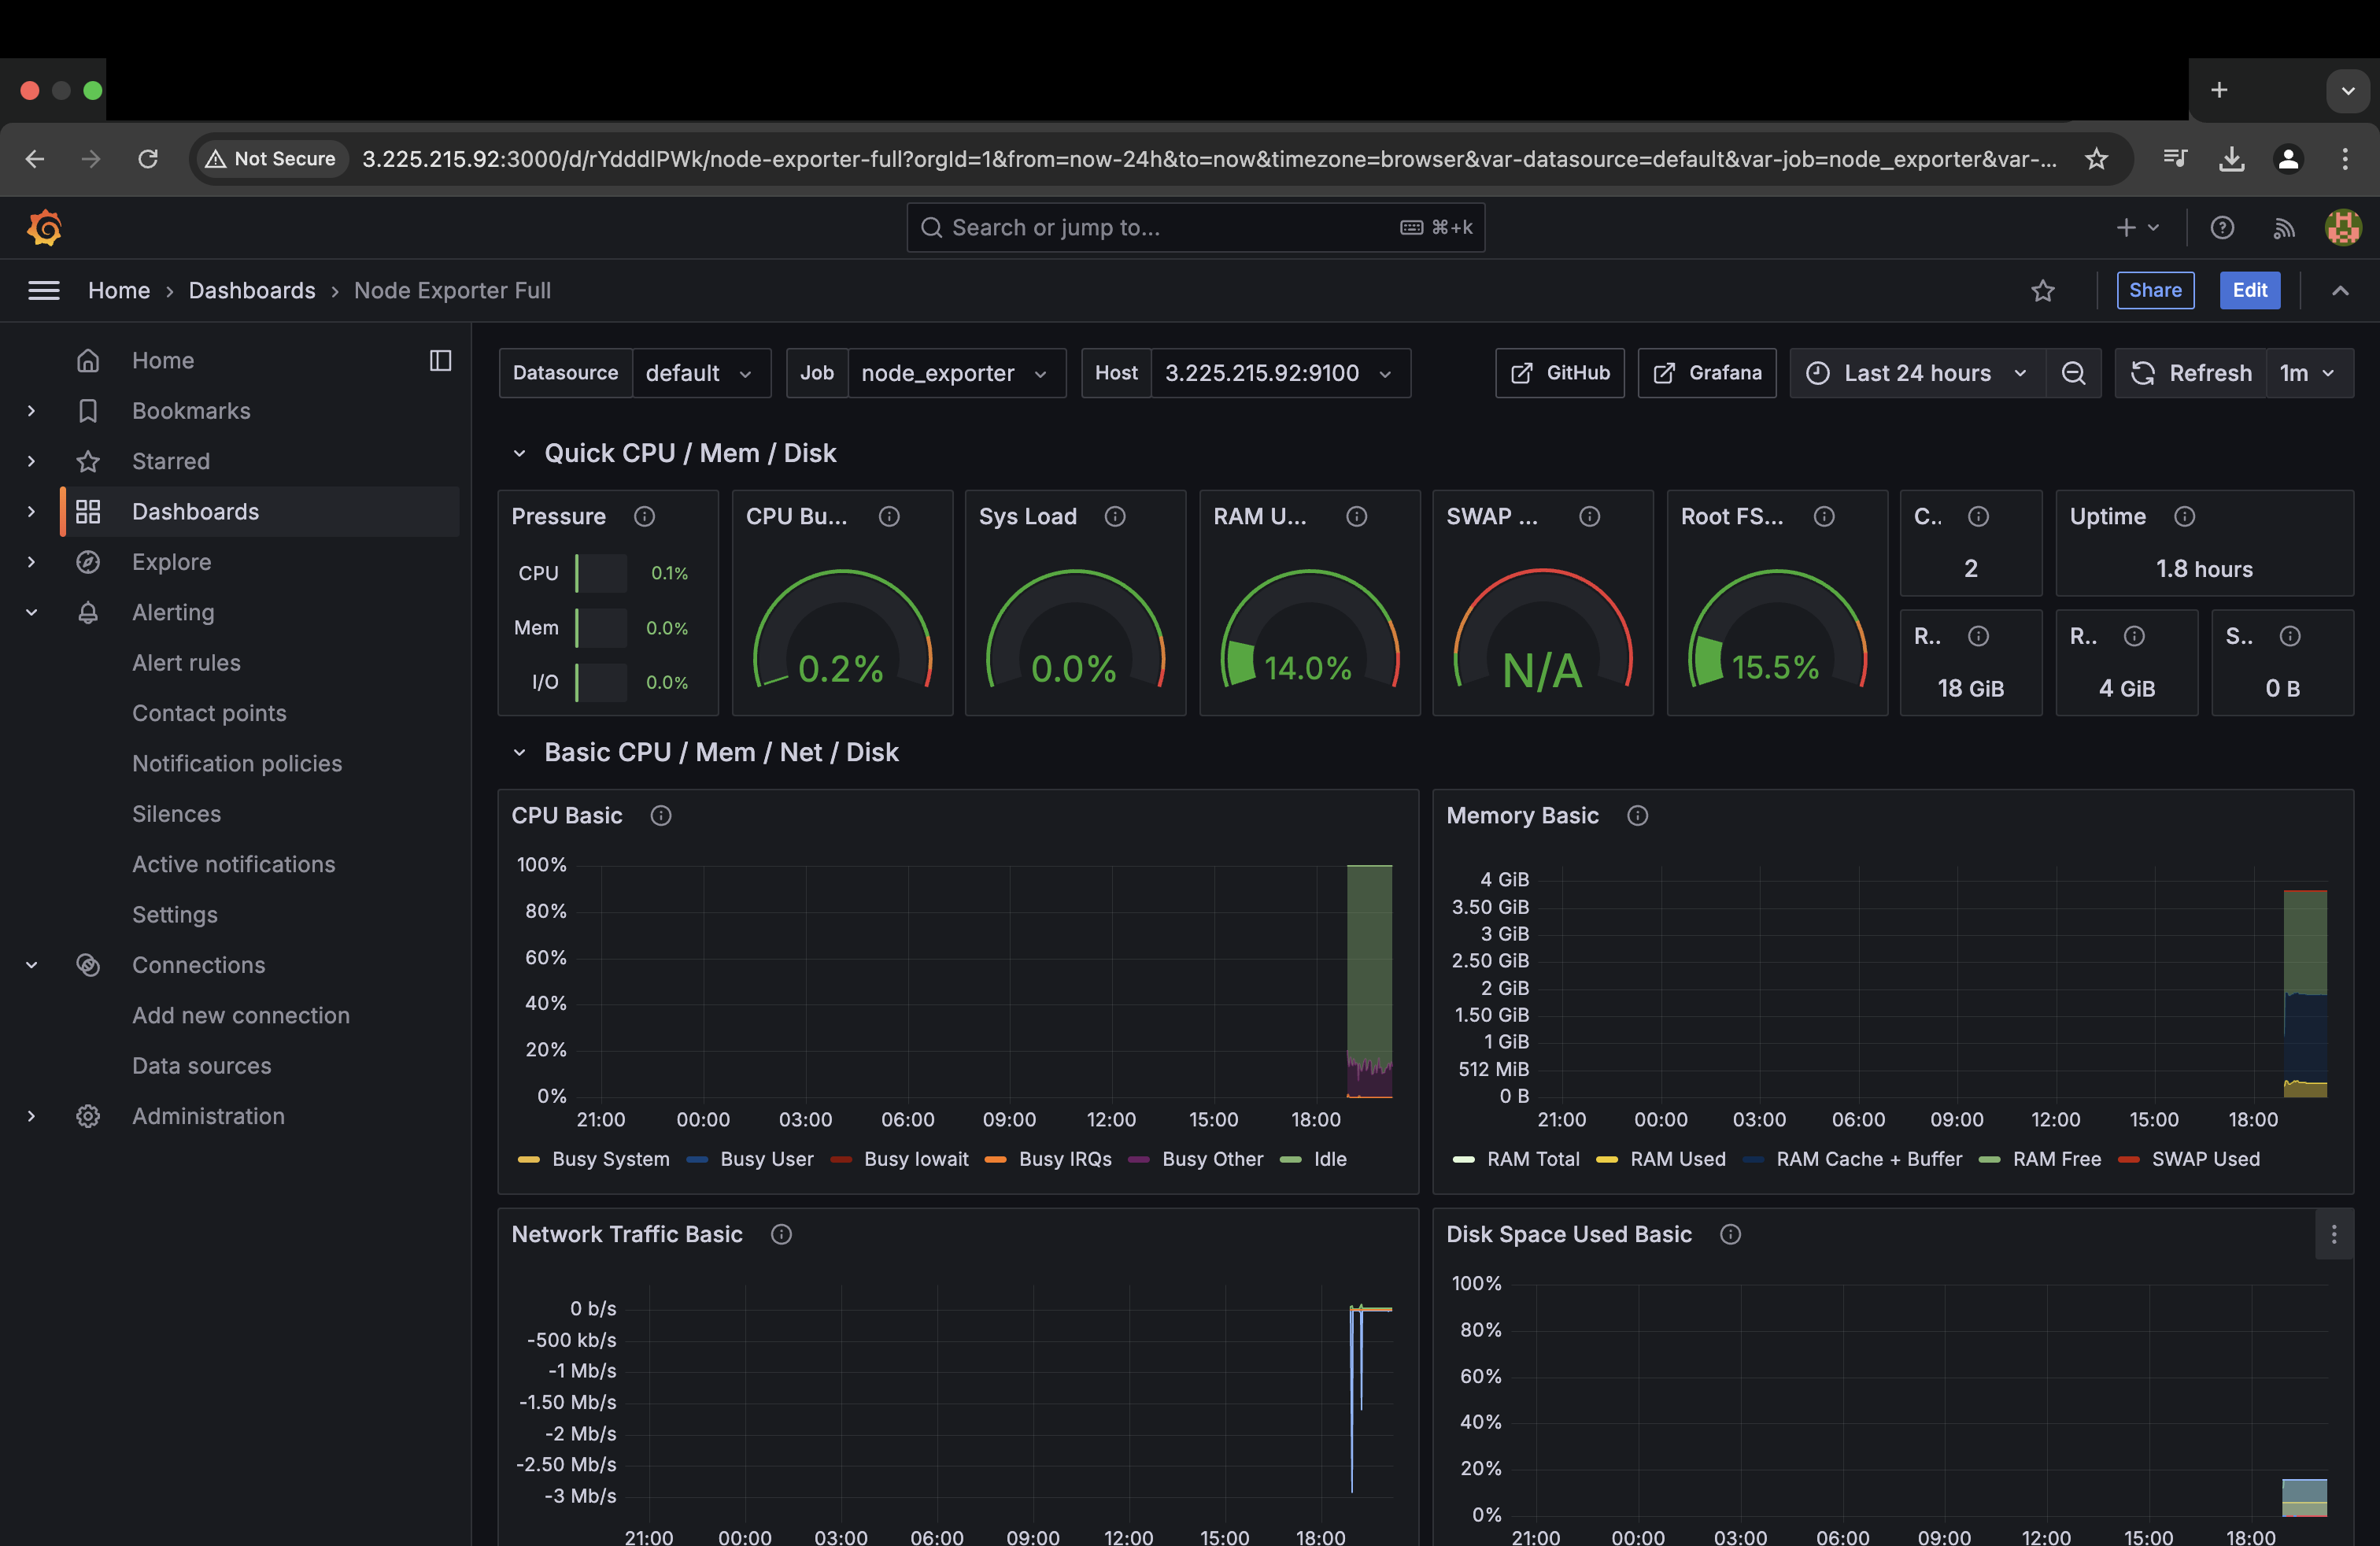 Not Secure 3.225.215.92:3000/d/rYdddlPWk/node-exporter-full?orgId=1&from=now-24h&to=now&timezone=browser&var-datasource=default&var-job=node_exporter&var-...
Search or jump to... ⌘+k
Home › Dashboards › Node Exporter Full Share Edit
Home
Bookmarks
Starred
Dashboards
Explore
Alerting
Alert rules
Contact points
Notification policies
Silences
Active notifications
Settings
Connections
Add new connection
Data sources
Administration
Datasource default Job node_exporter Host 3.225.215.92:9100 GitHub Grafana Last 24 hours Refresh 1m
Quick CPU / Mem / Disk
Pressure
CPU 0.1%
Mem 0.0%
I/O 0.0%
CPU Bu...
0.2%
Sys Load
0.0%
RAM U...
14.0%
SWAP ...
N/A
Root FS...
15.5%
C..
2
Uptime
1.8 hours
R..
18 GiB
R..
4 GiB
S..
0 B
Basic CPU / Mem / Net / Disk
CPU Basic
100%
80%
60%
40%
20%
0%
21:00 00:00 03:00 06:00 09:00 12:00 15:00 18:00
Busy System Busy User Busy Iowait Busy IRQs Busy Other Idle
Memory Basic
4 GiB
3.50 GiB
3 GiB
2.50 GiB
2 GiB
1.50 GiB
1 GiB
512 MiB
0 B
21:00 00:00 03:00 06:00 09:00 12:00 15:00 18:00
RAM Total RAM Used RAM Cache + Buffer RAM Free SWAP Used
Network Traffic Basic
0 b/s
-500 kb/s
-1 Mb/s
-1.50 Mb/s
-2 Mb/s
-2.50 Mb/s
-3 Mb/s
21:00 00:00 03:00 06:00 09:00 12:00 15:00 18:00
Disk Space Used Basic
100%
80%
60%
40%
20%
0%
21:00 00:00 03:00 06:00 09:00 12:00 15:00 18:00